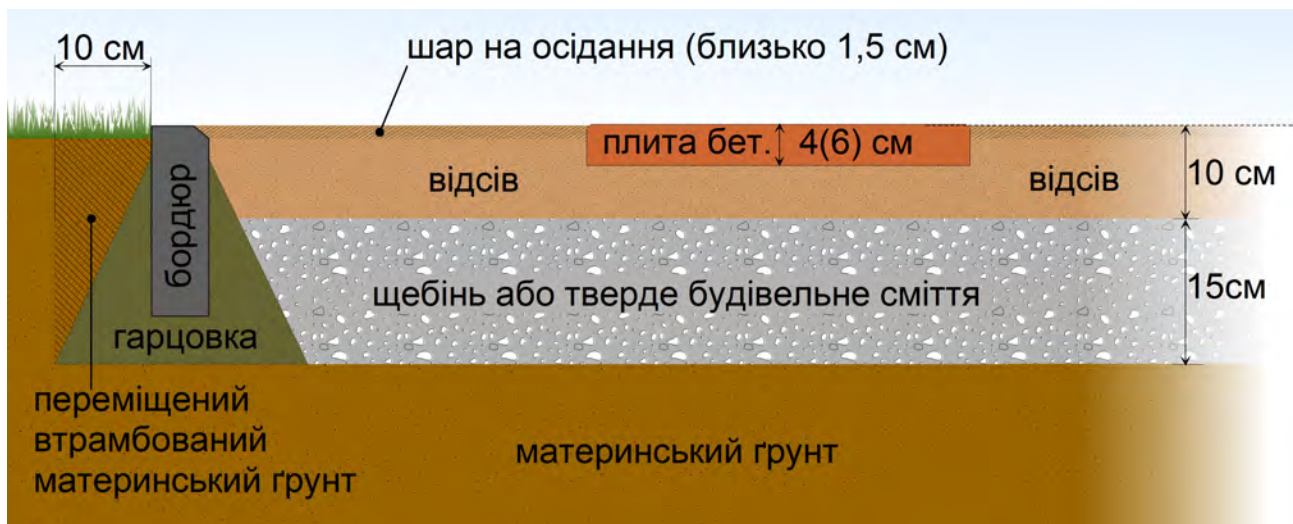 10 см
шар на осідання (близько 1,5 см)
плита бет. 4(6) см
відсів
відсів
10 см
бордюр
щебінь або тверде будівельне сміття
15см
гарцовка
переміщений
втрамбований
материнський ґрунт
материнський ґрунт